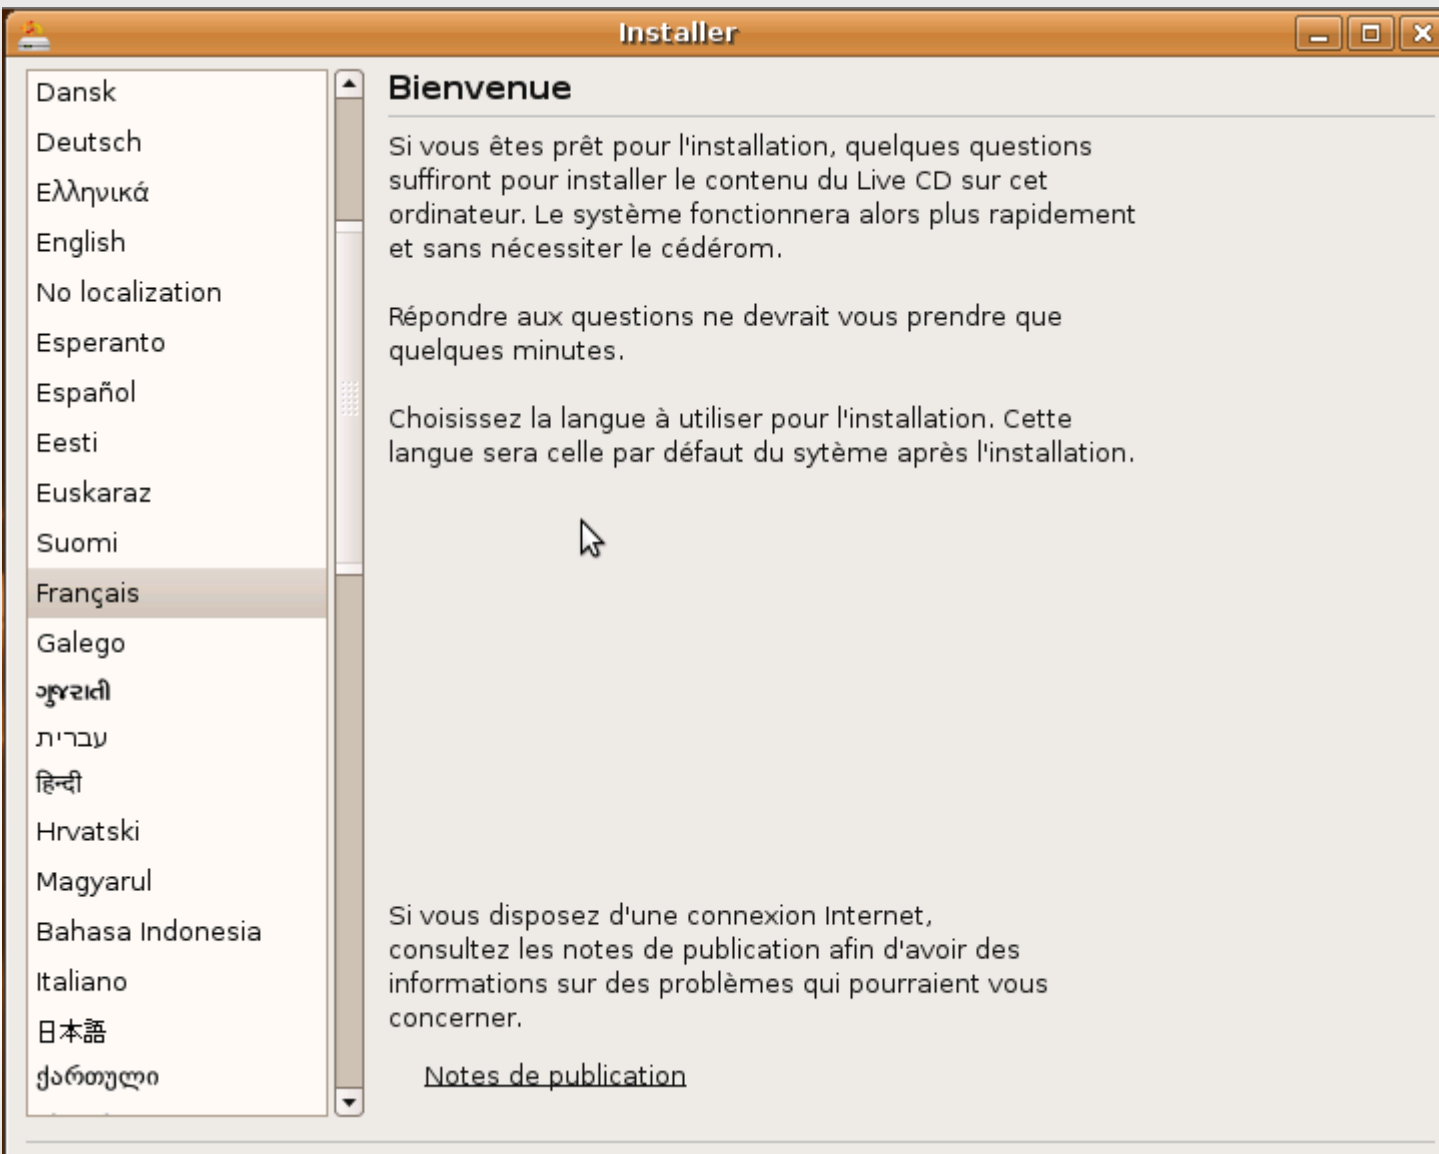 Installer
Dansk
Deutsch
Ελληνικά
English
No localization
Esperanto
Español
Eesti
Euskaraz
Suomi
Français
Galego
ગુજરાતી
עברית
हिन्दी
Hrvatski
Magyarul
Bahasa Indonesia
Italiano
日本語
ქართული
Bienvenue
Si vous êtes prêt pour l'installation, quelques questions
suffiront pour installer le contenu du Live CD sur cet
ordinateur. Le système fonctionnera alors plus rapidement
et sans nécessiter le cédérom.
Répondre aux questions ne devrait vous prendre que
quelques minutes.
Choisissez la langue à utiliser pour l'installation. Cette
langue sera celle par défaut du sytème après l'installation.
Si vous disposez d'une connexion Internet,
consultez les notes de publication afin d'avoir des
informations sur des problèmes qui pourraient vous
concerner.
Notes de publication